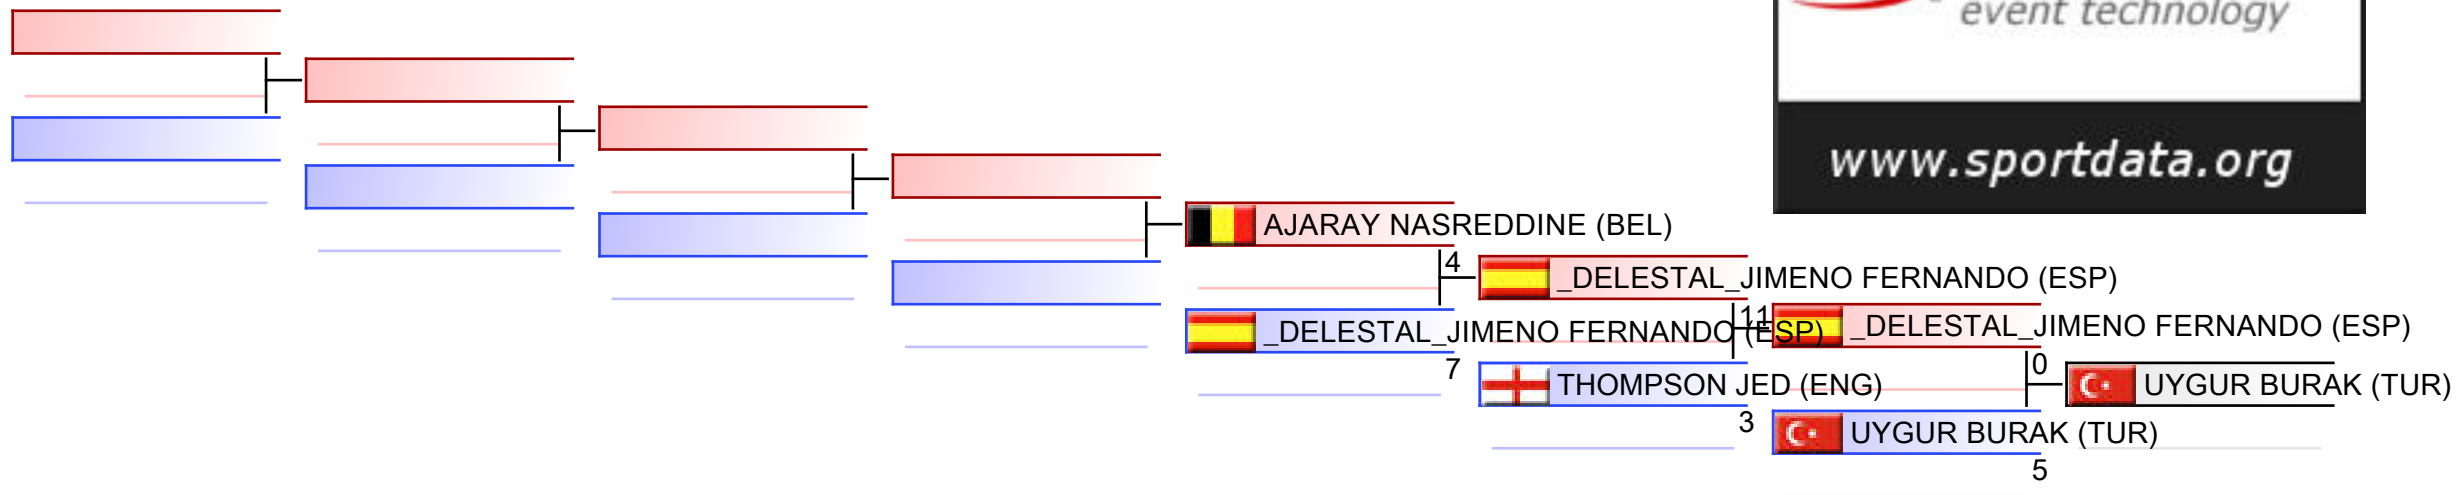 event technology
www.sportdata.org
AJARAY NASREDDINE (BEL)
4
_DELESTAL_JIMENO FERNANDO (ESP)
7
_DELESTAL_JIMENO FERNANDO (ESP)
11
THOMPSON JED (ENG)
3
_DELESTAL_JIMENO FERNANDO (ESP)
0
UYGUR BURAK (TUR)
5
UYGUR BURAK (TUR)